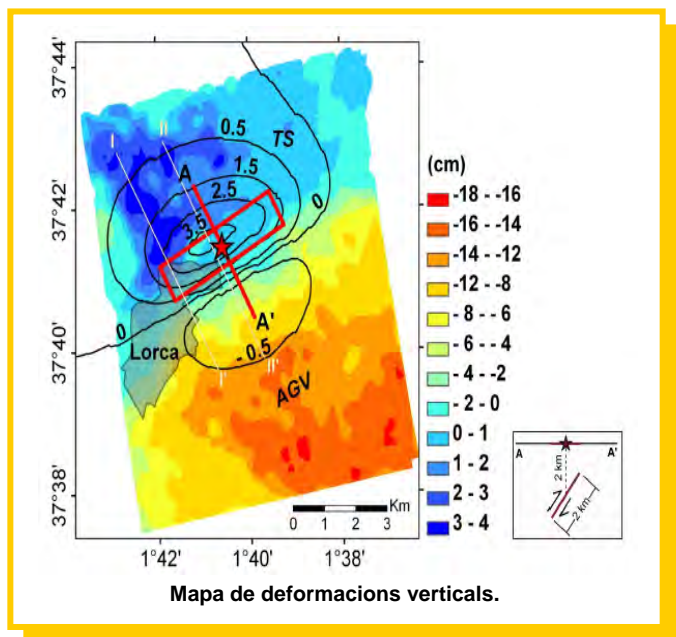 37°44'
37°42'
37°40'
37°38'
1°42'
1°40'
1°38'
I
II
A
TS
0.5
1.5
2.5
3.5
0
0
A'
- 0.5
Lorca
I'
II'
AGV
Km
0 1 2 3
(cm)
-18 - -16
-16 - -14
-14 - -12
-12 - -8
- 8 - -6
- 6 - -4
- 4 - -2
- 2 - 0
0 - 1
1 - 2
2 - 3
3 - 4
A
A'
2 km
2 km
Mapa de deformacions verticals.